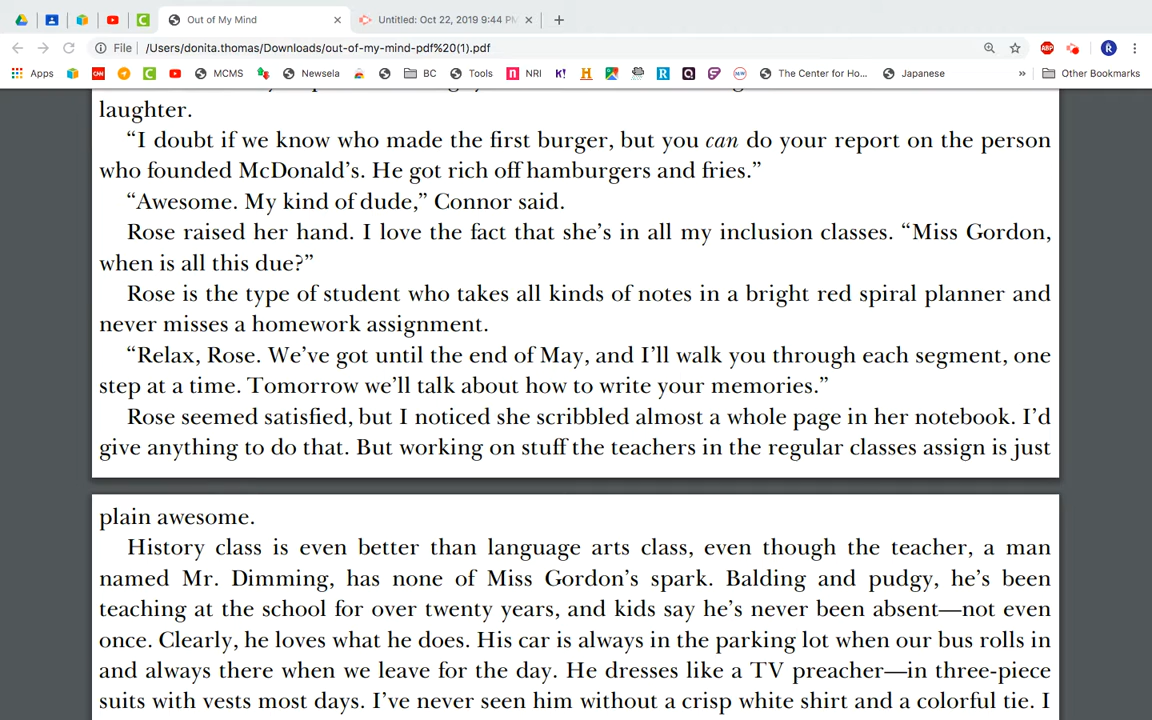 Out of My Mind
Untitled: Oct 22, 2019 9:44 PM
File /Users/donita.thomas/Downloads/out-of-my-mind-pdf%20(1).pdf
Apps MCMS Newsela BC Tools NRI The Center for Ho... Japanese » Other Bookmarks
laughter.
“I doubt if we know who made the first burger, but you can do your report on the person
who founded McDonald’s. He got rich off hamburgers and fries.”
“Awesome. My kind of dude,” Connor said.
Rose raised her hand. I love the fact that she’s in all my inclusion classes. “Miss Gordon,
when is all this due?”
Rose is the type of student who takes all kinds of notes in a bright red spiral planner and
never misses a homework assignment.
“Relax, Rose. We’ve got until the end of May, and I’ll walk you through each segment, one
step at a time. Tomorrow we’ll talk about how to write your memories.”
Rose seemed satisfied, but I noticed she scribbled almost a whole page in her notebook. I’d
give anything to do that. But working on stuff the teachers in the regular classes assign is just
plain awesome.
History class is even better than language arts class, even though the teacher, a man
named Mr. Dimming, has none of Miss Gordon’s spark. Balding and pudgy, he’s been
teaching at the school for over twenty years, and kids say he’s never been absent—not even
once. Clearly, he loves what he does. His car is always in the parking lot when our bus rolls in
and always there when we leave for the day. He dresses like a TV preacher—in three-piece
suits with vests most days. I’ve never seen him without a crisp white shirt and a colorful tie. I